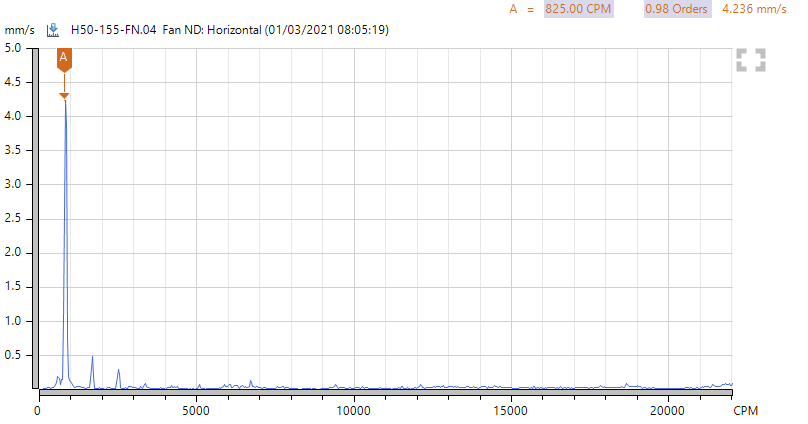 A = 825.00 CPM 0.98 Orders 4.236 mm/s
mm/s H50-155-FN.04 Fan ND: Horizontal (01/03/2021 08:05:19)
5.0
A
4.5
4.0
3.5
3.0
2.5
2.0
1.5
1.0
0.5
0 5000 10000 15000 20000 CPM